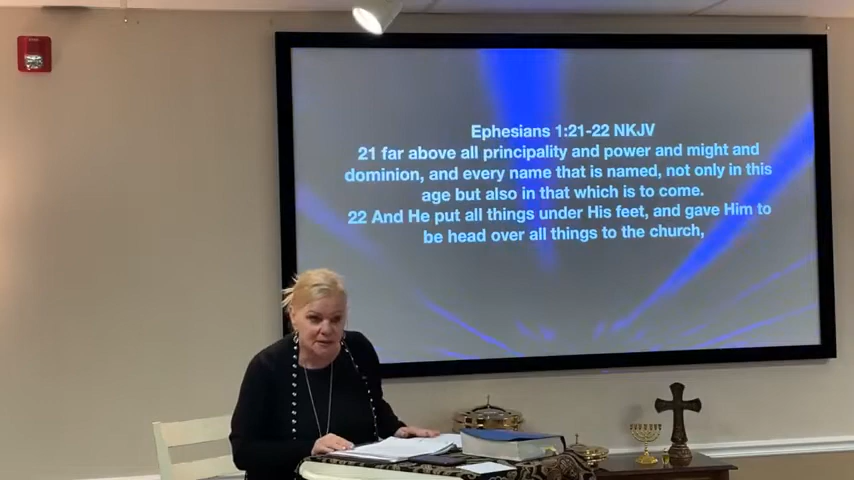 Ephesians 1:21-22 NKJV
21 far above all principality and power and might and
dominion, and every name that is named, not only in this
age but also in that which is to come.
22 And He put all things under His feet, and gave Him to
be head over all things to the church,